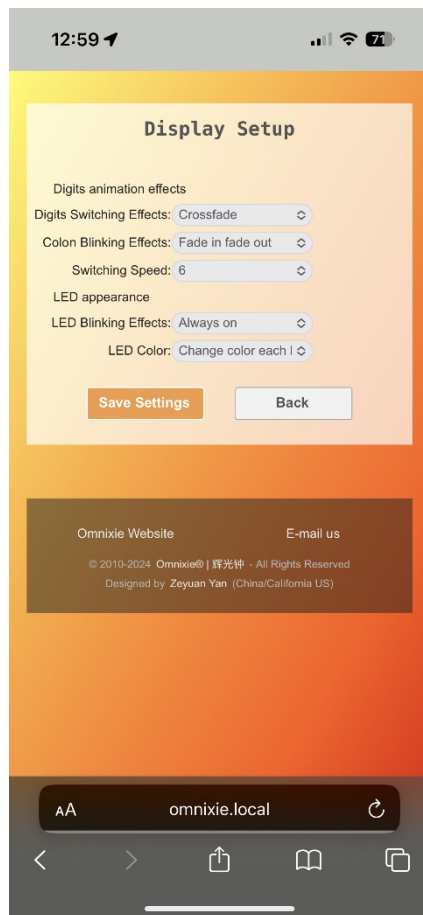 12:59
71
Display Setup
Digits animation effects
Digits Switching Effects: Crossfade
Colon Blinking Effects: Fade in fade out
Switching Speed: 6
LED appearance
LED Blinking Effects: Always on
LED Color: Change color each
Save Settings Back
Omnixie Website E-mail us
© 2010-2024 Omnixie® | 辉光钟 - All Rights Reserved
Designed by Zeyuan Yan (China/California US)
AA omnixie.local